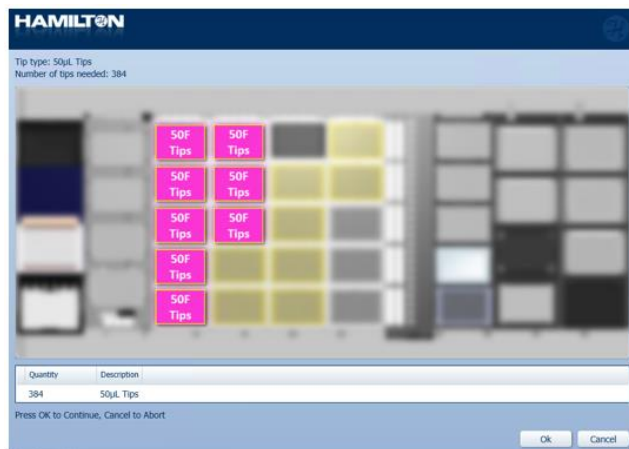 HAMILTON
Tip type: 50µL Tips
Number of tips needed: 384
50F Tips
50F Tips
50F Tips
50F Tips
50F Tips
50F Tips
50F Tips
50F Tips
Quantity Description
384 50µL Tips
Press OK to Continue, Cancel to Abort
Ok Cancel